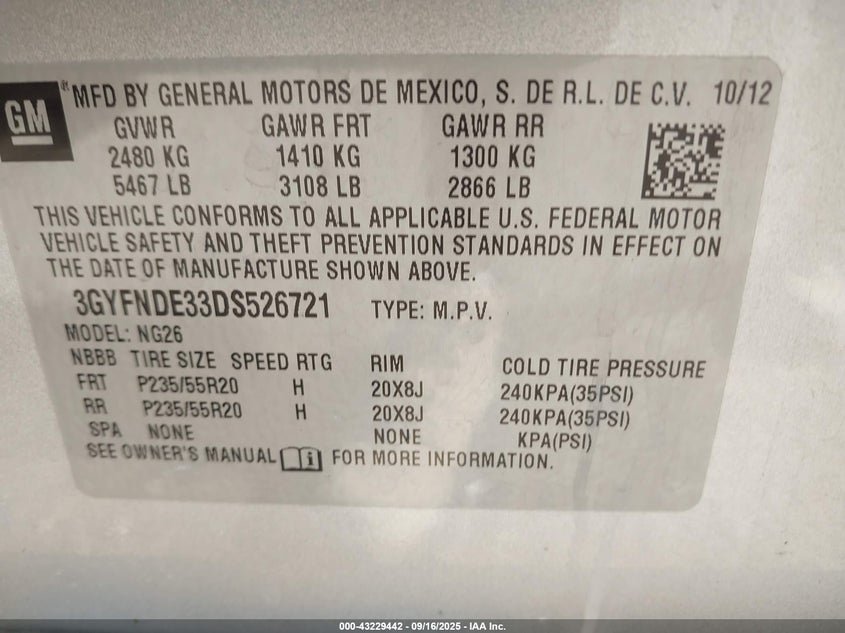 GM ® MFD BY GENERAL MOTORS DE MEXICO, S. DE R.L. DE C.V. 10/12
GVWR GAWR FRT GAWR RR
2480 KG 1410 KG 1300 KG
5467 LB 3108 LB 2866 LB
THIS VEHICLE CONFORMS TO ALL APPLICABLE U.S. FEDERAL MOTOR
VEHICLE SAFETY AND THEFT PREVENTION STANDARDS IN EFFECT ON
THE DATE OF MANUFACTURE SHOWN ABOVE.
3GYFNDE33DS526721 TYPE: M.P.V.
MODEL: NG26
NBBB TIRE SIZE SPEED RTG RIM COLD TIRE PRESSURE
FRT P235/55R20 H 20X8J 240KPA(35PSI)
RR P235/55R20 H 20X8J 240KPA(35PSI)
SPA NONE NONE KPA(PSI)
SEE OWNER'S MANUAL i FOR MORE INFORMATION.
000-43229442 - 09/16/2025 - IAA Inc.